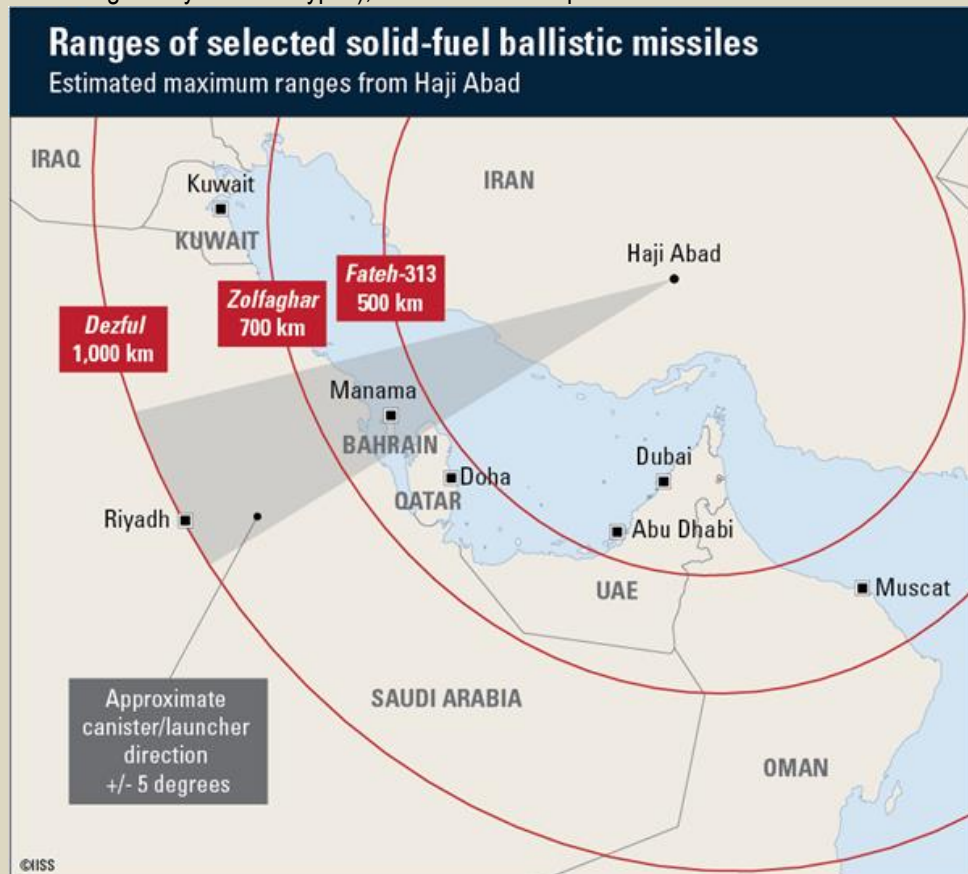 Ranges of selected solid-fuel ballistic missiles
Estimated maximum ranges from Haji Abad
IRAQ
IRAN
Kuwait
KUWAIT
Haji Abad
Fateh-313
500 km
Zolfaghar
700 km
Dezful
1,000 km
Manama
BAHRAIN
Doha
QATAR
Dubai
Riyadh
Abu Dhabi
UAE
Muscat
Approximate
canister/launcher
direction
+/- 5 degrees
SAUDI ARABIA
OMAN
©IISS